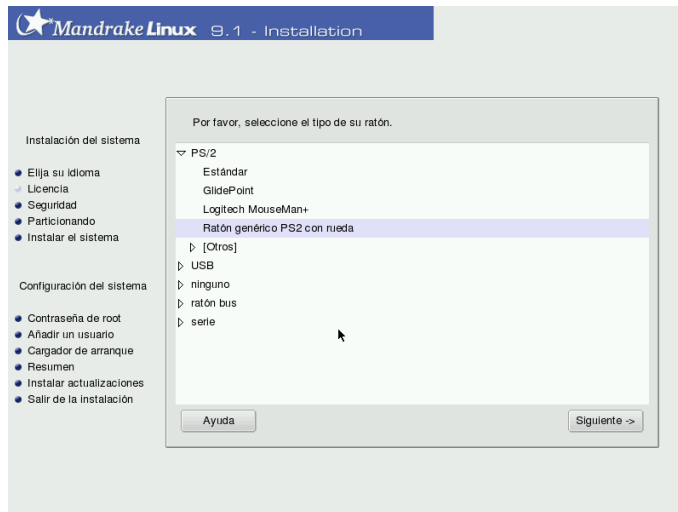 Mandrake Linux 9.1 - Installation
Instalación del sistema
Elija su idioma
Licencia
Seguridad
Particionando
Instalar el sistema
Configuración del sistema
Contraseña de root
Añadir un usuario
Cargador de arranque
Resumen
Instalar actualizaciones
Salir de la instalación
Por favor, seleccione el tipo de su ratón.
PS/2
Estándar
GlidePoint
Logitech MouseMan+
Ratón genérico PS2 con rueda
[Otros]
USB
ninguno
ratón bus
serie
Ayuda
Siguiente ->